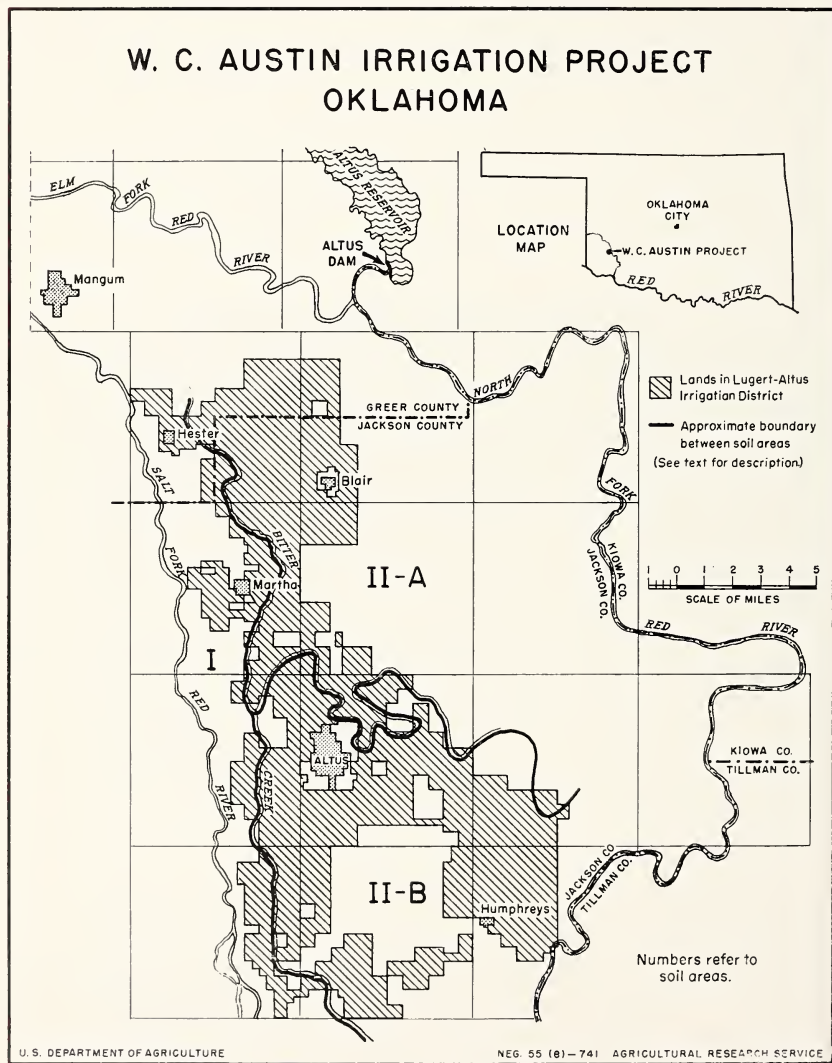 W. C. AUSTIN IRRIGATION PROJECT
OKLAHOMA
ELM
FORK
RED
RIVER
Mangum
ALTUS RESERVOIR
ALTUS
DAM
LOCATION
MAP
OKLAHOMA
CITY
W. C. AUSTIN PROJECT
RED
RIVER
NORTH
FORK
RED
RIVER
GREER COUNTY
JACKSON COUNTY
Lands in Lugert-Altus
Irrigation District
Approximate boundary
between soil areas
(See text for description.)
Hester
Blair
SALT
FORK
RED
RIVER
BITTER
CREEK
Martha
II-A
I
KIOWA CO.
JACKSON CO.
1 0 1 2 3 4 5
SCALE OF MILES
ALTUS
KIOWA CO.
TILLMAN CO.
JACKSON CO
TILLMAN CO.
II-B
Humphreys
Numbers refer to
soil areas.
U.S. DEPARTMENT OF AGRICULTURE
NEG. 55 (8)-741 AGRICULTURAL RESEARCH SERVICE